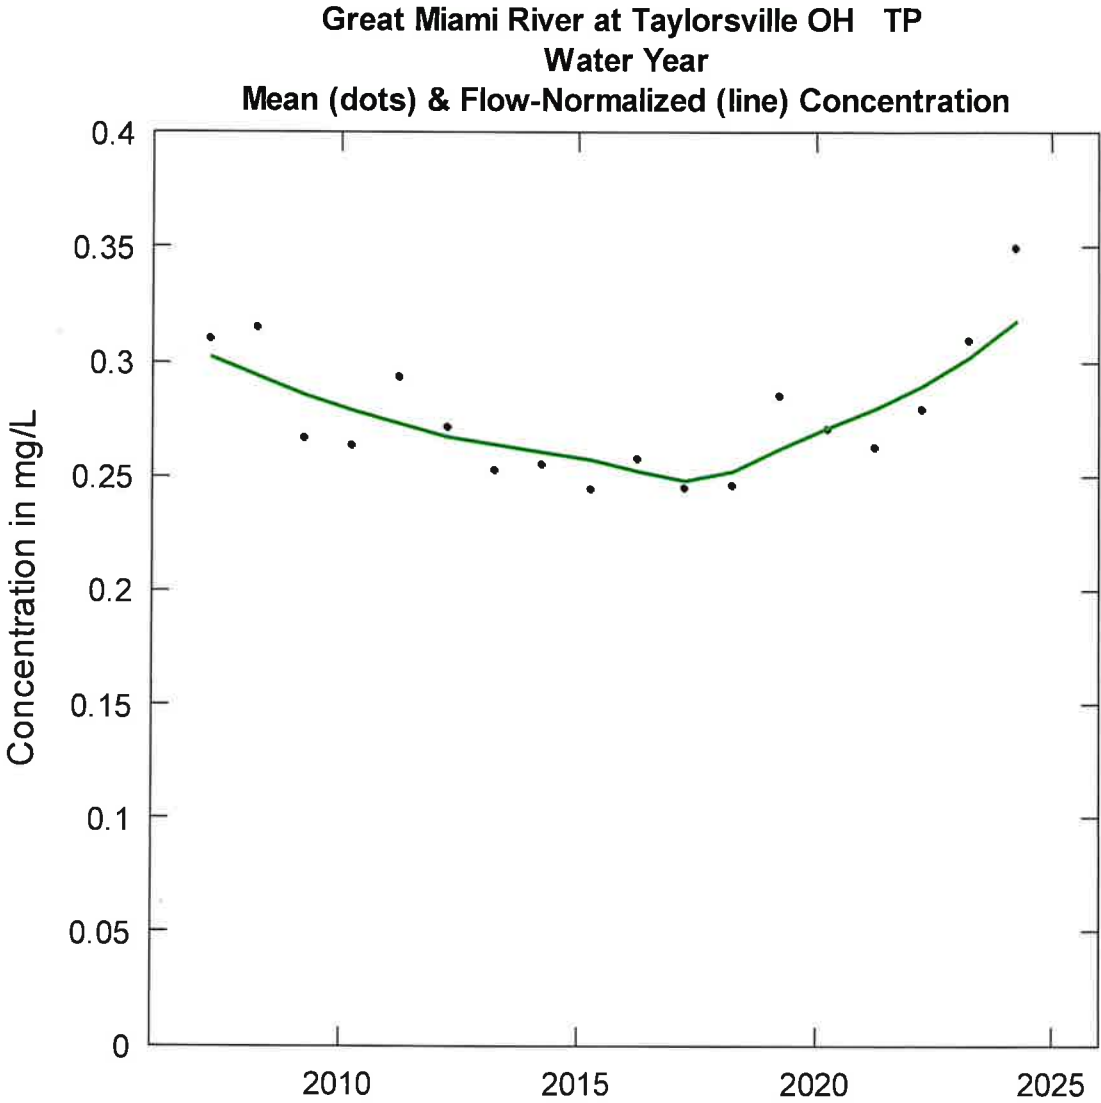 Great Miami River at Taylorsville OH TP
Water Year
Mean (dots) & Flow-Normalized (line) Concentration
Concentration in mg/L
0.4
0.35
0.3
0.25
0.2
0.15
0.1
0.05
0
2010 2015 2020 2025